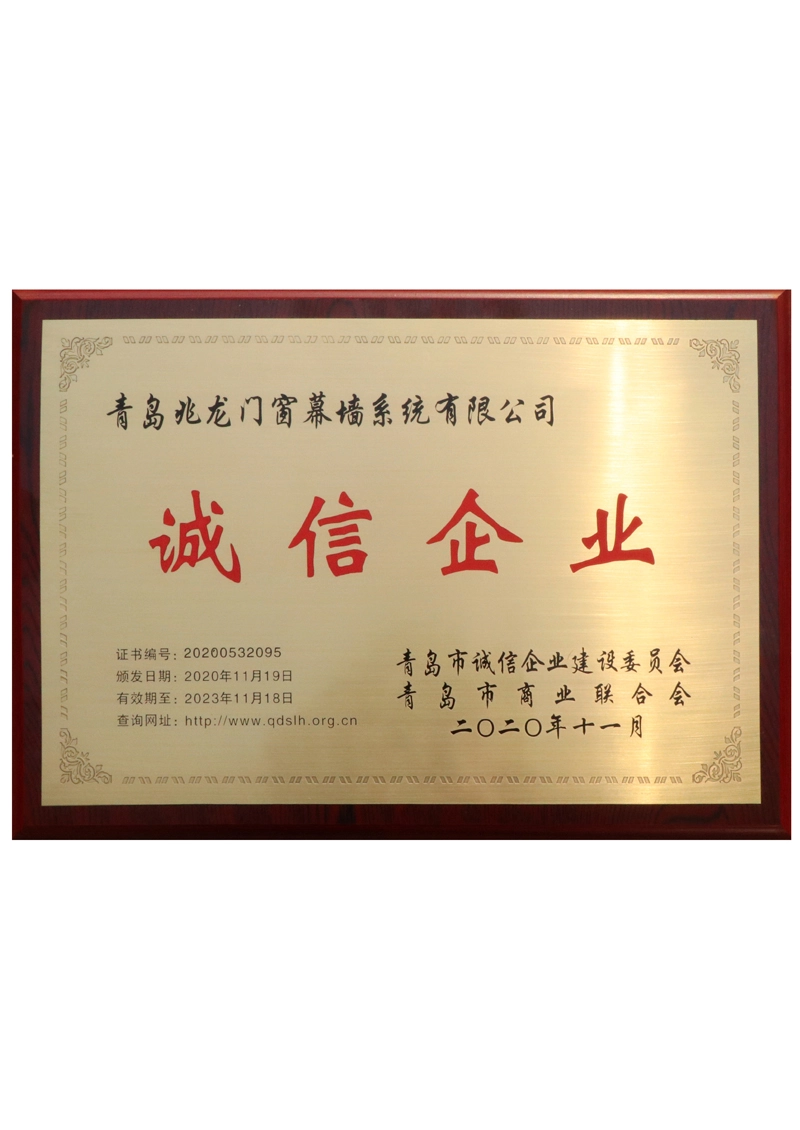 青岛兆龙门窗幕墙系统有限公司
诚信企业
证书编号：20200532095
颁发日期：2020年11月19日
有效期至：2023年11月18日
查询网址：http://www.qdslh.org.cn
青岛市诚信企业建设委员会
青岛市商业联合会
二〇二〇年十一月